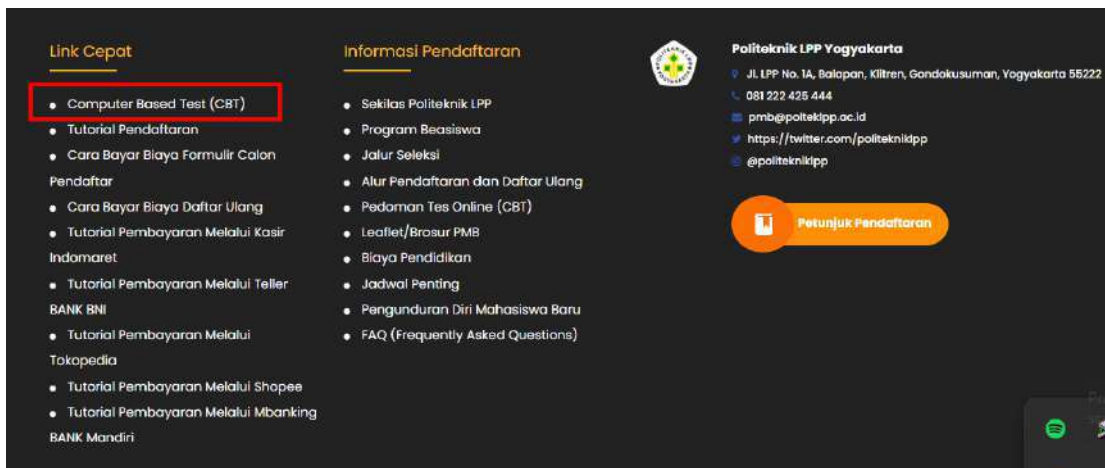 Link Cepat
Computer Based Test (CBT)
Tutorial Pendaftaran
Cara Bayar Biaya Formulir Calon
Pendaftar
Cara Bayar Biaya Daftar Ulang
Tutorial Pembayaran Melalui Kasir
Indomaret
Tutorial Pembayaran Melalui Teller
BANK BNI
Tutorial Pembayaran Melalui
Tokopedia
Tutorial Pembayaran Melalui Shopee
Tutorial Pembayaran Melalui Mbanking
BANK Mandiri
Informasi Pendaftaran
Sekilas Politeknik LPP
Program Beasiswa
Jalur Seleksi
Alur Pendaftaran dan Daftar Ulang
Pedoman Tes Online (CBT)
Leaflet/Brosur PMB
Biaya Pendidikan
Jadwal Penting
Pengunduran Diri Mahasiswa Baru
FAQ (Frequently Asked Questions)
Politeknik LPP Yogyakarta
Jl. LPP No. 1A, Balapan, Klitren, Gondokusuman, Yogyakarta 55222
081 222 425 444
pmb@polteklpp.ac.id
https://twitter.com/politekniklpp
@politekniklpp
Petunjuk Pendaftaran